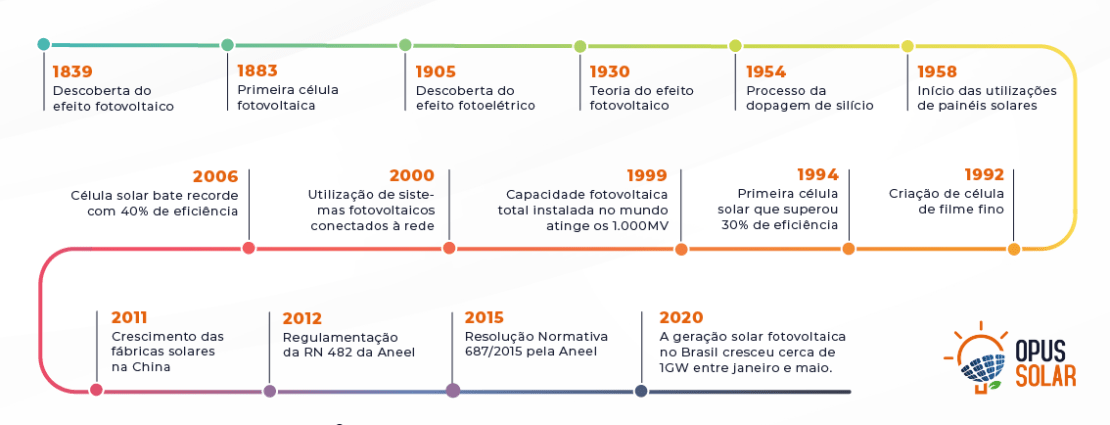 1839
Descoberta do
efeito fotovoltaico
1883
Primeira célula
fotovoltaica
1905
Descoberta do
efeito fotoelétrico
1930
Teoria do efeito
fotovoltaico
1954
Processo da
dopagem de silício
1958
Início das utilizações
de painéis solares
1992
Criação de célula
de filme fino
1994
Primeira célula
solar que superou
30% de eficiência
1999
Capacidade fotovoltaica
total instalada no mundo
atinge os 1.000MV
2000
Utilização de siste-
mas fotovoltaicos
conectados à rede
2006
Célula solar bate recorde
com 40% de eficiência
2011
Crescimento das
fábricas solares
na China
2012
Regulamentação
da RN 482 da Aneel
2015
Resolução Normativa
687/2015 pela Aneel
2020
A geração solar fotovoltaica
no Brasil cresceu cerca de
1GW entre janeiro e maio.
OPUS
SOLAR